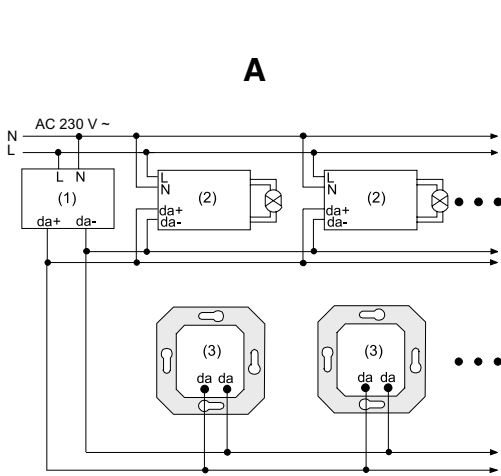 A
AC 230 V ~
N
L
L N
(1)
da+ da-
L
N
(2)
da+
da-
L
N
(2)
da+
da-
(3)
da da
(3)
da da